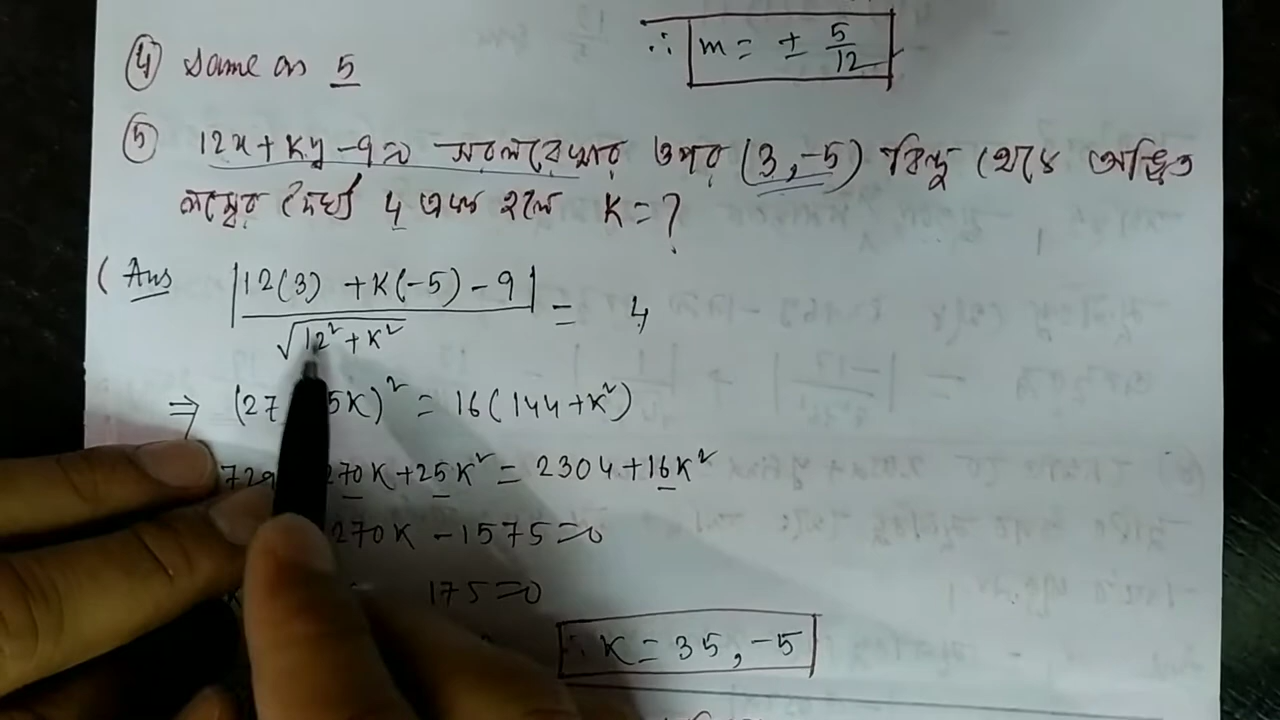 ∴ m = ± 5/12
④ Same as 5
⑤ 12x + Ky - 9 = 0 সরলরেখার ওপর (3, -5) বিন্দু থেকে অঙ্কিত
লম্বের দৈর্ঘ্য 4 একক হলে K = ?
( Ans |12(3) + K(-5) - 9| / √12² + K² = 4
⇒ (27 5K)² = 16(144 + K²)
729 270K + 25K² = 2304 + 16K²
270K - 1575 = 0
175 = 0
∴ K = 35, -5